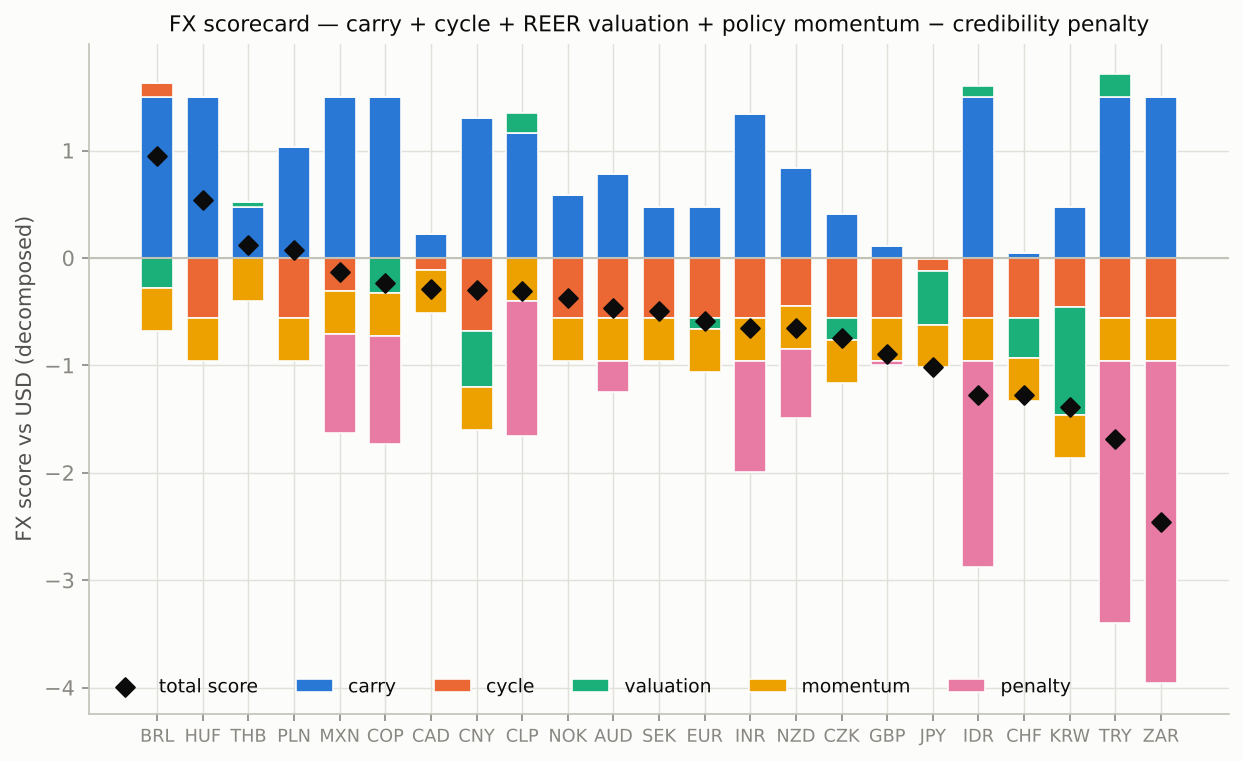 FX scorecard — carry + cycle + REER valuation + policy momentum − credibility penalty
FX score vs USD (decomposed)
1
0
−1
−2
−3
−4
total score carry cycle valuation momentum penalty
BRL HUF THB PLN MXN COP CAD CNY CLP NOK AUD SEK EUR INR NZD CZK GBP JPY IDR CHF KRW TRY ZAR